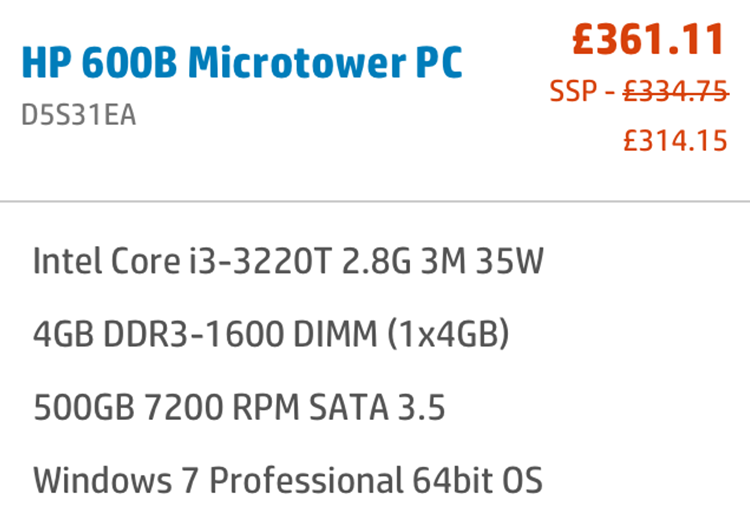 HP 600B Microtower PC
D5S31EA
£361.11
SSP - £334.75
£314.15
Intel Core i3-3220T 2.8G 3M 35W
4GB DDR3-1600 DIMM (1x4GB)
500GB 7200 RPM SATA 3.5
Windows 7 Professional 64bit OS